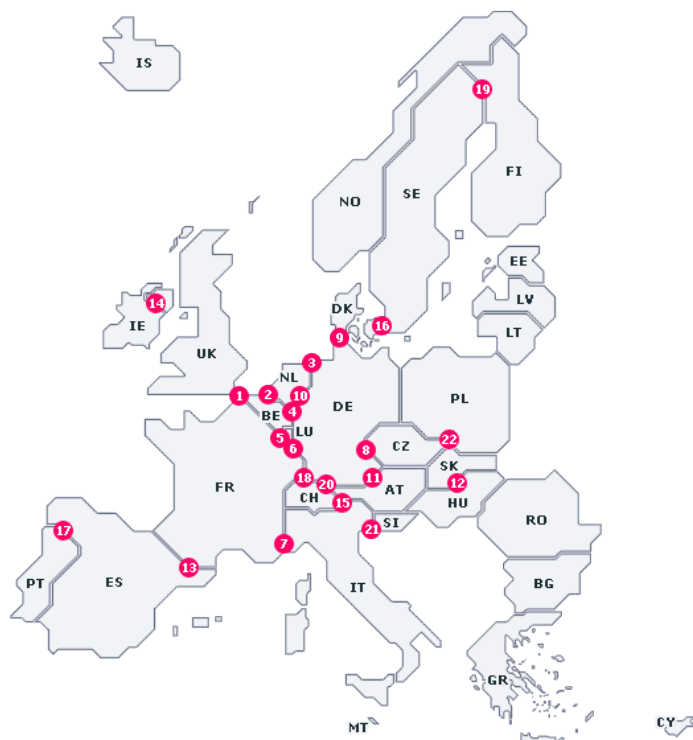 IS
19
FI
NO
SE
EE
LV
LT
DK
14
16
IE
9
UK
3
NL
1
2
10
PL
DE
BE
4
LU
5
22
CZ
6
8
SK
18
11
20
12
FR
AT
CH
15
HU
RO
SI
17
21
7
13
PT
ES
BG
IT
GR
MT
CY